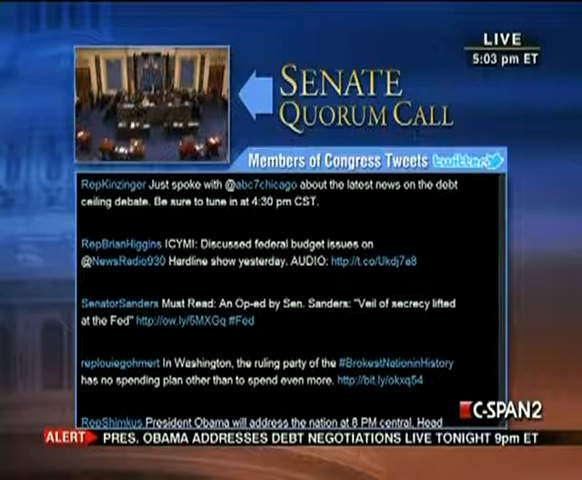 LIVE
5:03 pm ET
SENATE
QUORUM CALL
Members of Congress Tweets twitter
RepKinzinger Just spoke with @abc7chicago about the latest news on the debt
ceiling debate. Be sure to tune in at 4:30 pm CST.
RepBrianHiggins ICYMI: Discussed federal budget issues on
@NewsRadio930 Hardline show yesterday. AUDIO: http://t.co/Ukdj7a8
SenatorSanders Must Read: An Op-ed by Sen. Sanders: "Veil of secrecy lifted
at the Fed" http://ow.ly/5MXGq #Fed
replouiegohmert In Washington, the ruling party of the #BrokestNationinHistory
has no spending plan other than to spend even more. http://bit.ly/okxq54
RepShimkus President Obama will address the nation at 8 PM central. Head
C-SPAN2
ALERT PRES. OBAMA ADDRESSES DEBT NEGOTIATIONS LIVE TONIGHT 9pm ET